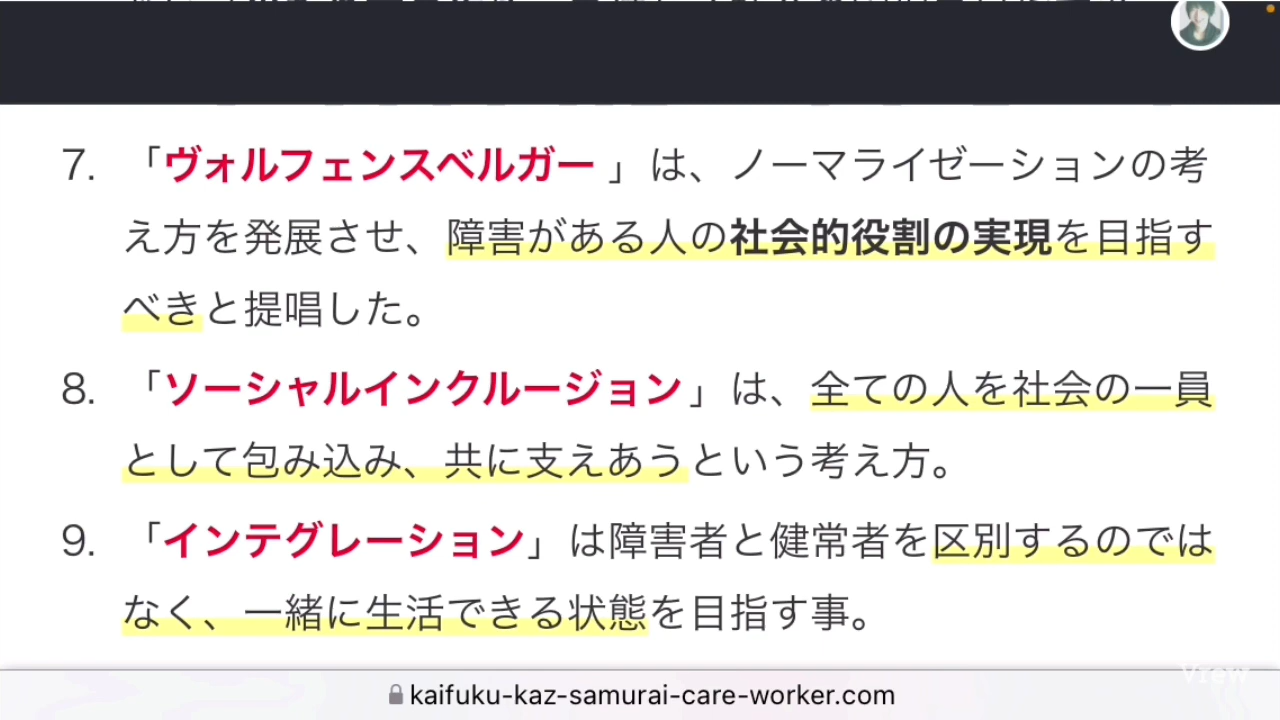 7. 「ヴォルフェンスベルガー 」は、ノーマライゼーションの考
え方を発展させ、障害がある人の社会的役割の実現を目指す
べきと提唱した。
8. 「ソーシャルインクルージョン」は、全ての人を社会の一員
として包み込み、共に支えあうという考え方。
9. 「インテグレーション」は障害者と健常者を区別するのでは
なく、一緒に生活できる状態を目指す事。
Vrew
kaifuku-kaz-samurai-care-worker.com